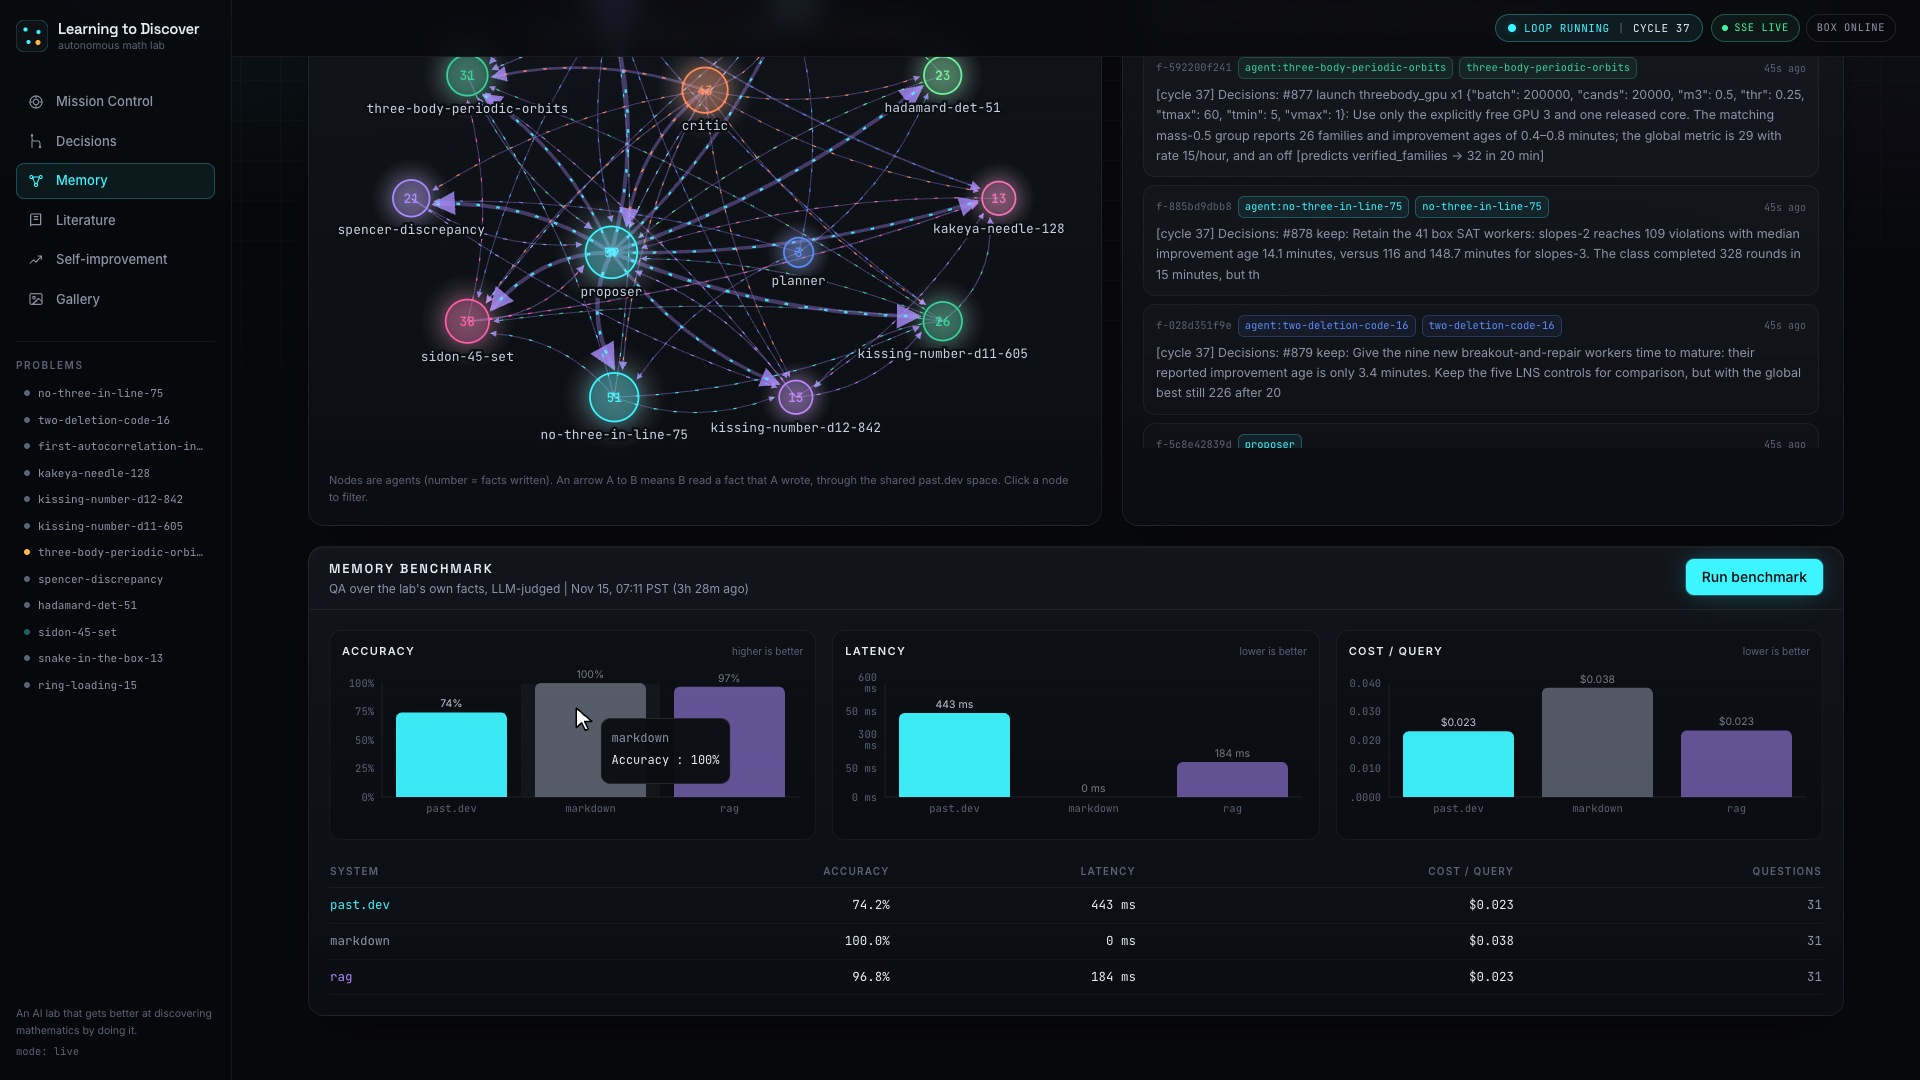 Learning to Discover
autonomous math lab
LOOP RUNNING | CYCLE 37
SSE LIVE
BOX ONLINE
Mission Control
Decisions
Memory
Literature
Self-improvement
Gallery
PROBLEMS
no-three-in-line-75
two-deletion-code-16
first-autocorrelation-in…
kakeya-needle-128
kissing-number-d12-842
kissing-number-d11-605
three-body-periodic-orbi…
spencer-discrepancy
hadamard-det-51
sidon-45-set
snake-in-the-box-13
ring-loading-15
An AI lab that gets better at discovering
mathematics by doing it.
mode: live
31
three-body-periodic-orbits
critic
23
hadamard-det-51
21
spencer-discrepancy
13
kakeya-needle-128
proposer
planner
38
sidon-45-set
26
kissing-number-d11-605
51
no-three-in-line-75
13
kissing-number-d12-842
Nodes are agents (number = facts written). An arrow A to B means B read a fact that A wrote, through the shared past.dev space. Click a node
to filter.
f-592200f241 agent:three-body-periodic-orbits three-body-periodic-orbits 45s ago
[cycle 37] Decisions: #877 launch threebody_gpu x1 {"batch": 200000, "cands": 20000, "m3": 0.5, "thr": 0.25,
"tmax": 60, "tmin": 5, "vmax": 1}: Use only the explicitly free GPU 3 and one released core. The matching
mass-0.5 group reports 26 families and improvement ages of 0.4–0.8 minutes; the global metric is 29 with
rate 15/hour, and an off [predicts verified_families → 32 in 20 min]
f-885bd9dbb8 agent:no-three-in-line-75 no-three-in-line-75 45s ago
[cycle 37] Decisions: #878 keep: Retain the 41 box SAT workers: slopes-2 reaches 109 violations with median
improvement age 14.1 minutes, versus 116 and 148.7 minutes for slopes-3. The class completed 328 rounds in
15 minutes, but th
f-028d351f9e agent:two-deletion-code-16 two-deletion-code-16 45s ago
[cycle 37] Decisions: #879 keep: Give the nine new breakout-and-repair workers time to mature: their
reported improvement age is only 3.4 minutes. Keep the five LNS controls for comparison, but with the global
best still 226 after 20
f-5c8e42839d proposer 45s ago
MEMORY BENCHMARK
QA over the lab's own facts, LLM-judged | Nov 15, 07:11 PST (3h 28m ago)
Run benchmark
ACCURACY
higher is better
100%
75%
50%
25%
0%
74%
100%
97%
past.dev
markdown
rag
markdown
Accuracy : 100%
LATENCY
lower is better
600
ms
50 ms
300
ms
50 ms
0 ms
443 ms
0 ms
184 ms
past.dev
markdown
rag
COST / QUERY
lower is better
0.040
0.030
0.020
0.010
.0000
$0.023
$0.038
$0.023
past.dev
markdown
rag
SYSTEM ACCURACY LATENCY COST / QUERY QUESTIONS
past.dev 74.2% 443 ms $0.023 31
markdown 100.0% 0 ms $0.038 31
rag 96.8% 184 ms $0.023 31